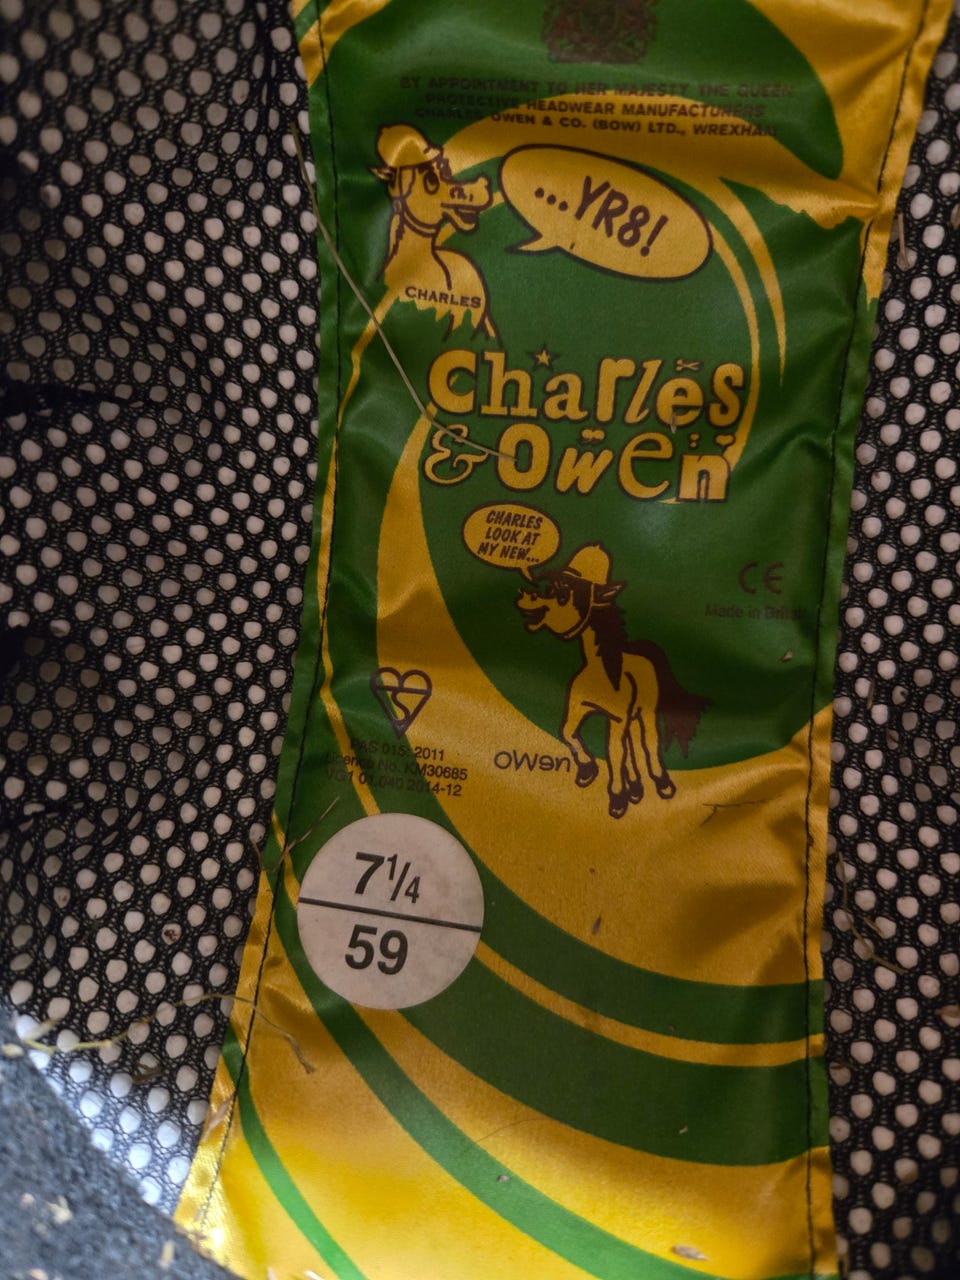 BY APPOINTMENT TO HER MAJESTY THE QUEEN
PROTECTIVE HEADWEAR MANUFACTURERS
CHARLES OWEN & CO. (BOW) LTD., WREXHAM
...YR8!
CHARLES
Charles
& Owen
CHARLES
LOOK AT
MY NEW...
CE
Made in
owen
PAS 015: 2011
Licence No. KM30685
VG1 01.040 2014-12
7 1/4
59